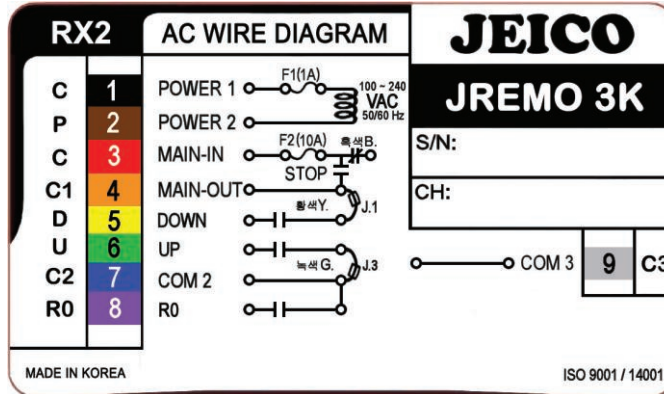 RX2 AC WIRE DIAGRAM JEICO
JREMO 3K
S/N:
CH:
C 1 POWER 1 F1(1A) 100 ~ 240 VAC 50/60 Hz
P 2 POWER 2
C 3 MAIN-IN F2(10A) 흑색B.
STOP
C1 4 MAIN-OUT J.1
D 5 DOWN 황색Y.
U 6 UP
C2 7 COM 2 녹색G. J.3
R0 8 R0
COM 3 9 C3
MADE IN KOREA ISO 9001 / 14001